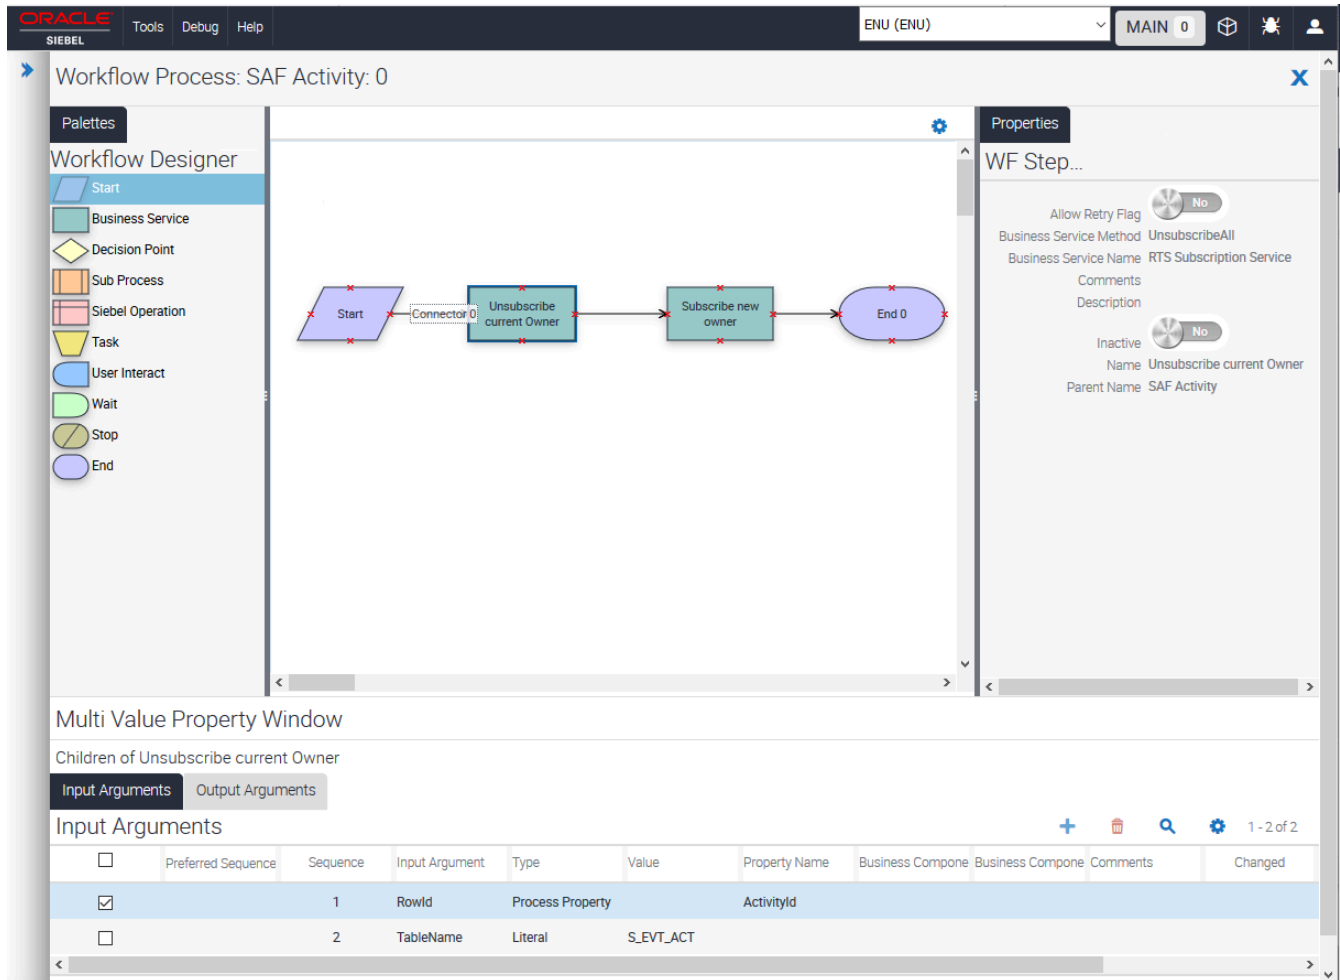 ORACLE
SIEBEL
Tools Debug Help
ENU (ENU)
MAIN 0
Workflow Process: SAF Activity: 0
X
Palettes
Workflow Designer
Start
Business Service
Decision Point
Sub Process
Siebel Operation
Task
User Interact
Wait
Stop
End
Start
Connector 0
Unsubscribe
current Owner
Subscribe new
owner
End 0
Properties
WF Step...
Allow Retry Flag No
Business Service Method UnsubscribeAll
Business Service Name RTS Subscription Service
Comments
Description
Inactive No
Name Unsubscribe current Owner
Parent Name SAF Activity
Multi Value Property Window
Children of Unsubscribe current Owner
Input Arguments Output Arguments
Input Arguments
1 - 2 of 2
Preferred Sequence Sequence Input Argument Type Value Property Name Business Compone Business Compone Comments Changed
1 RowId Process Property ActivityId
2 TableName Literal S_EVT_ACT